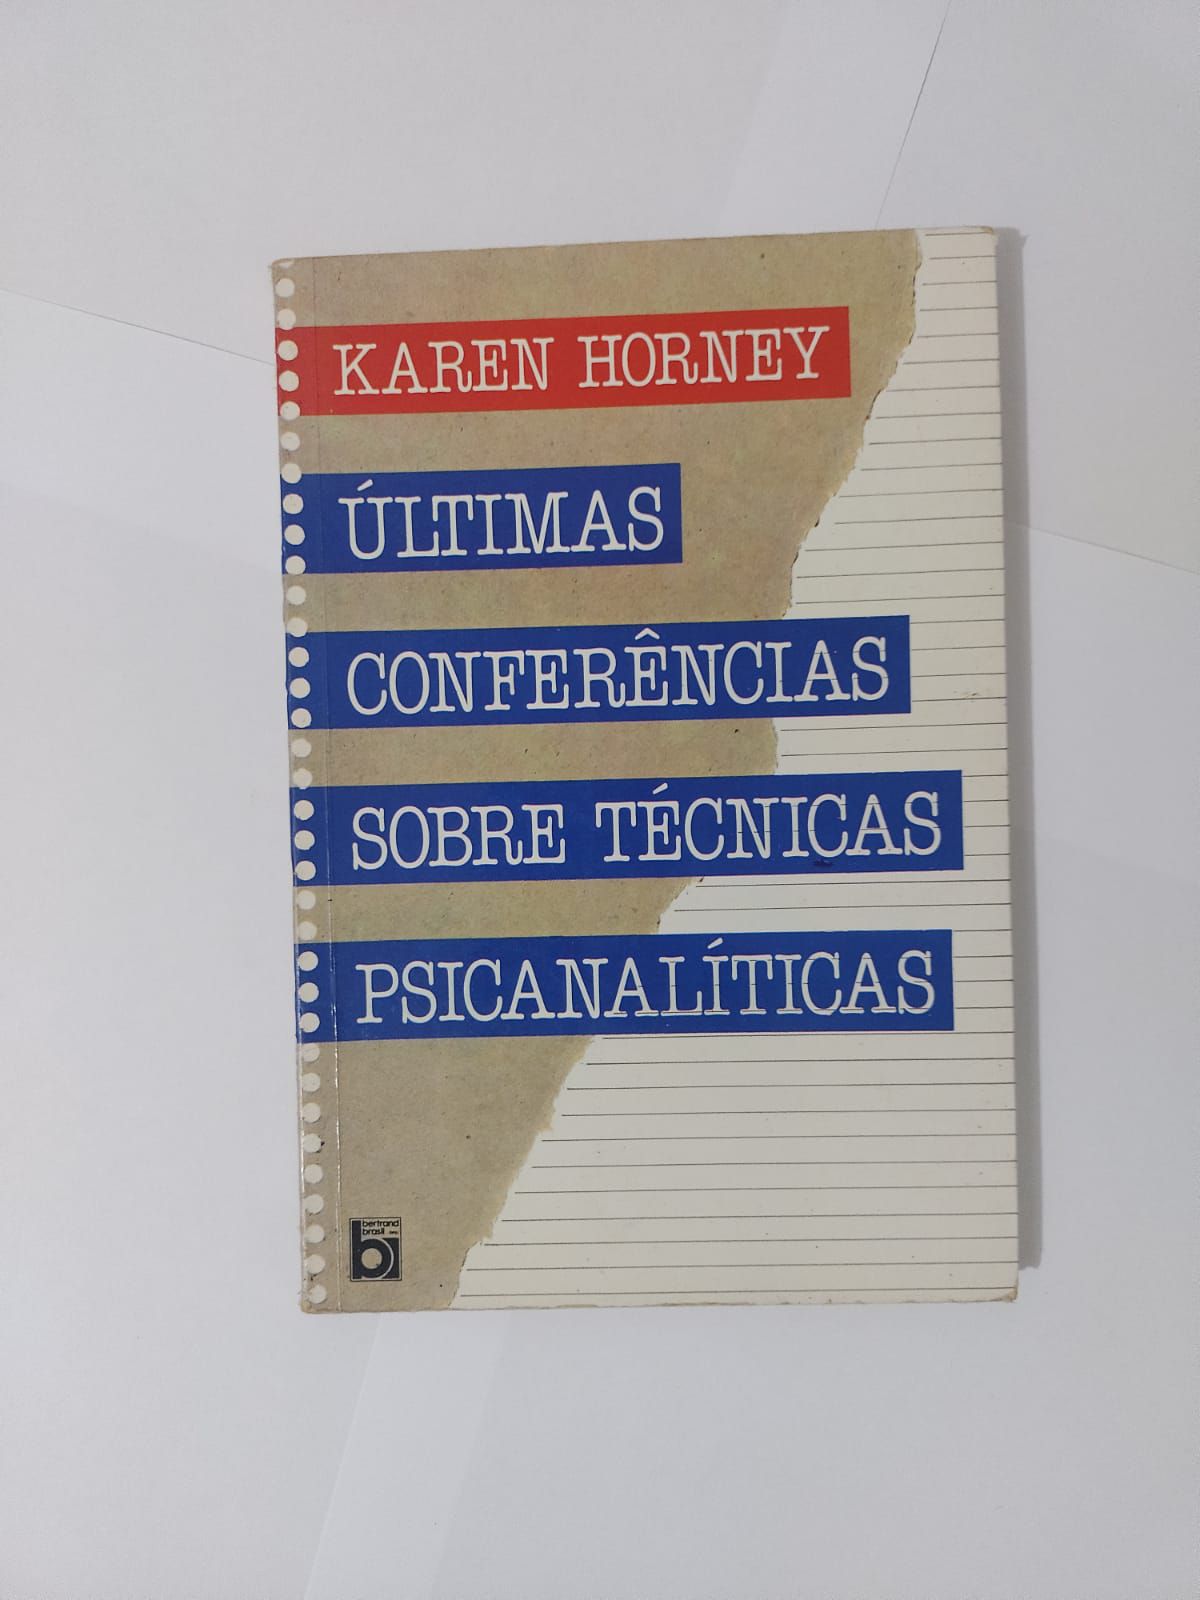 KAREN HORNEY
ÚLTIMAS
CONFERÊNCIAS
SOBRE TÉCNICAS
PSICANALÍTICAS
bertrand
brasil